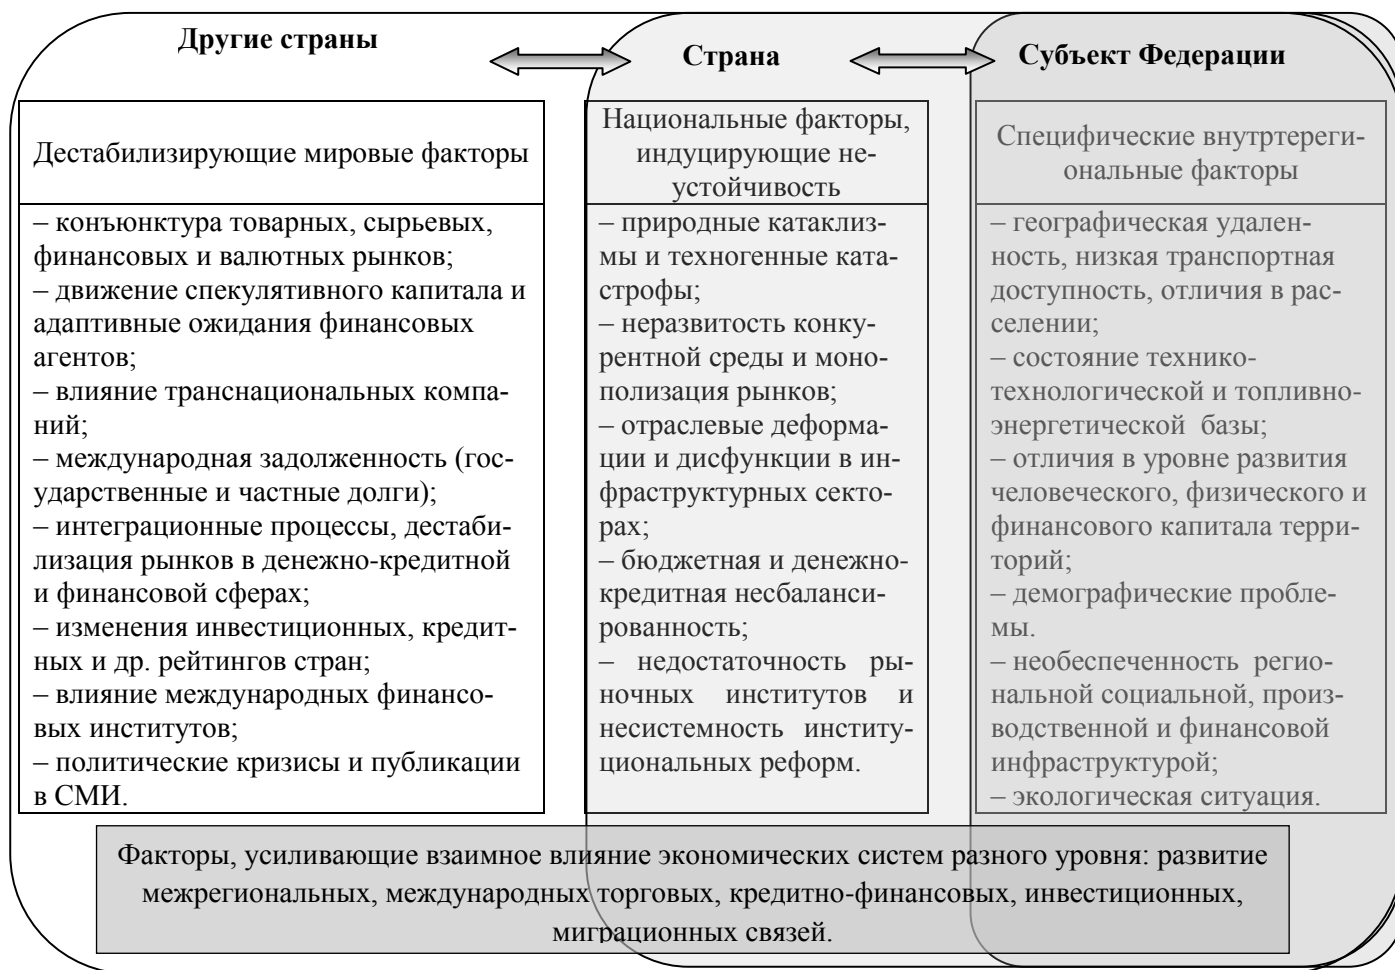 Другие страны
Страна
Субъект Федерации
Дестабилизирующие мировые факторы
– конъюнктура товарных, сырьевых,
финансовых и валютных рынков;
– движение спекулятивного капитала и
адаптивные ожидания финансовых
агентов;
– влияние транснациональных компа-
ний;
– международная задолженность (гос-
ударственные и частные долги);
– интеграционные процессы, дестаби-
лизация рынков в денежно-кредитной
и финансовой сферах;
– изменения инвестиционных, кредит-
ных и др. рейтингов стран;
– влияние международных финансо-
вых институтов;
– политические кризисы и публикации
в СМИ.
Национальные факторы,
индуцирующие не-
устойчивость
– природные катаклиз-
мы и техногенные ката-
строфы;
– неразвитость конку-
рентной среды и моно-
полизация рынков;
– отраслевые деформа-
ции и дисфункции в ин-
фраструктурных секто-
рах;
– бюджетная и денежно-
кредитная несбаланси-
рованность;
– недостаточность ры-
ночных институтов и
несистемность институ-
циональных реформ.
Специфические внутртереги-
ональные факторы
– географическая удален-
ность, низкая транспортная
доступность, отличия в рас-
селении;
– состояние технико-
технологической и топливно-
энергетической базы;
– отличия в уровне развития
человеческого, физического и
финансового капитала терри-
торий;
– демографические пробле-
мы.
– необеспеченность регио-
нальной социальной, произ-
водственной и финансовой
инфраструктурой;
– экологическая ситуация.
Факторы, усиливающие взаимное влияние экономических систем разного уровня: развитие
межрегиональных, международных торговых, кредитно-финансовых, инвестиционных,
миграционных связей.